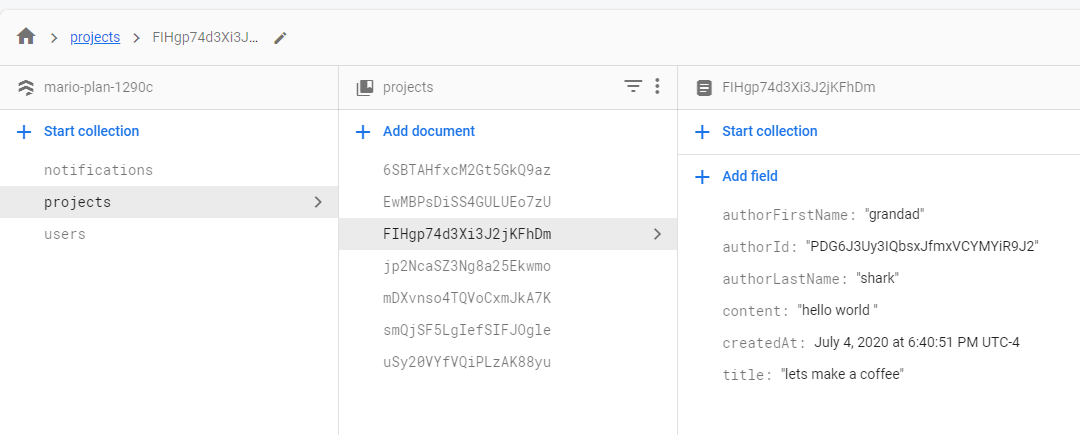 projects FIHgp74d3Xi3J...
mario-plan-1290c
Start collection
notifications
projects
users
projects
Add document
6SBTAHfxcM2Gt5GkQ9az
EwMBPsDiSS4GULUEo7zU
FIHgp74d3Xi3J2jKFhDm
jp2NcaSZ3Ng8a25Ekwmo
mDXvnso4TQVoCxmJkA7K
smQjSF5LgIefSIFJOgle
uSy20VYfVQiPLzAK88yu
FIHgp74d3Xi3J2jKFhDm
Start collection
Add field
authorFirstName: "grandad"
authorId: "PDG6J3Uy3IQbsxJfmxVCYMYiR9J2"
authorLastName: "shark"
content: "hello world "
createdAt: July 4, 2020 at 6:40:51 PM UTC-4
title: "lets make a coffee"